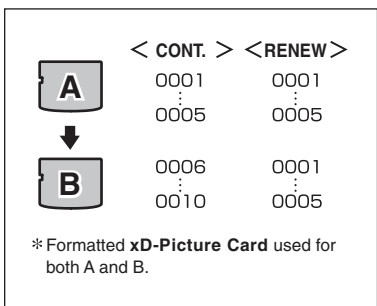 < CONT. > <RENEW>
A 0001 0001
⋮ ⋮
0005 0005
B 0006 0001
⋮ ⋮
0010 0005
*Formatted xD-Picture Card used for
both A and B.